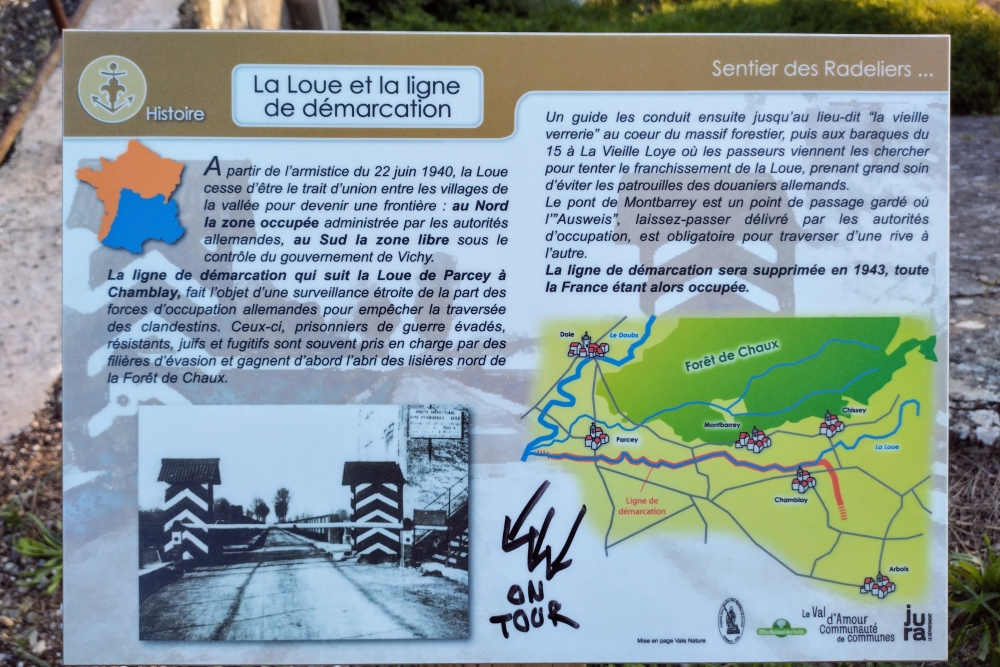 Histoire
La Loue et la ligne
de démarcation
Sentier des Radeliers ...
A partir de l'armistice du 22 juin 1940, la Loue
cesse d'être le trait d'union entre les villages de
la vallée pour devenir une frontière : au Nord
la zone occupée administrée par les autorités
allemandes, au Sud la zone libre sous le
contrôle du gouvernement de Vichy.
La ligne de démarcation qui suit la Loue de Parcey à
Chamblay, fait l'objet d'une surveillance étroite de la part des
forces d'occupation allemandes pour empêcher la traversée
des clandestins. Ceux-ci, prisonniers de guerre évadés,
résistants, juifs et fugitifs sont souvent pris en charge par des
filières d'évasion et gagnent d'abord l'abri des lisières nord de
la Forêt de Chaux.
Un guide les conduit ensuite jusqu'au lieu-dit "la vieille
verrerie" au coeur du massif forestier, puis aux baraques du
15 à La Vieille Loye où les passeurs viennent les chercher
pour tenter le franchissement de la Loue, prenant grand soin
d'éviter les patrouilles des douaniers allemands.
Le pont de Montbarrey est un point de passage gardé où
l'"Ausweis", laissez-passer délivré par les autorités
d'occupation, est obligatoire pour traverser d'une rive à
l'autre.
La ligne de démarcation sera supprimée en 1943, toute
la France étant alors occupée.
Dole
Le Doubs
Forêt de Chaux
Chissey
Montbarrey
Parcey
La Loue
Chamblay
Ligne de
démarcation
Arbois
ON
TOUR
Mise en page Vals Nature
Le Val
d'Amour
Communauté
de communes
ju
ra